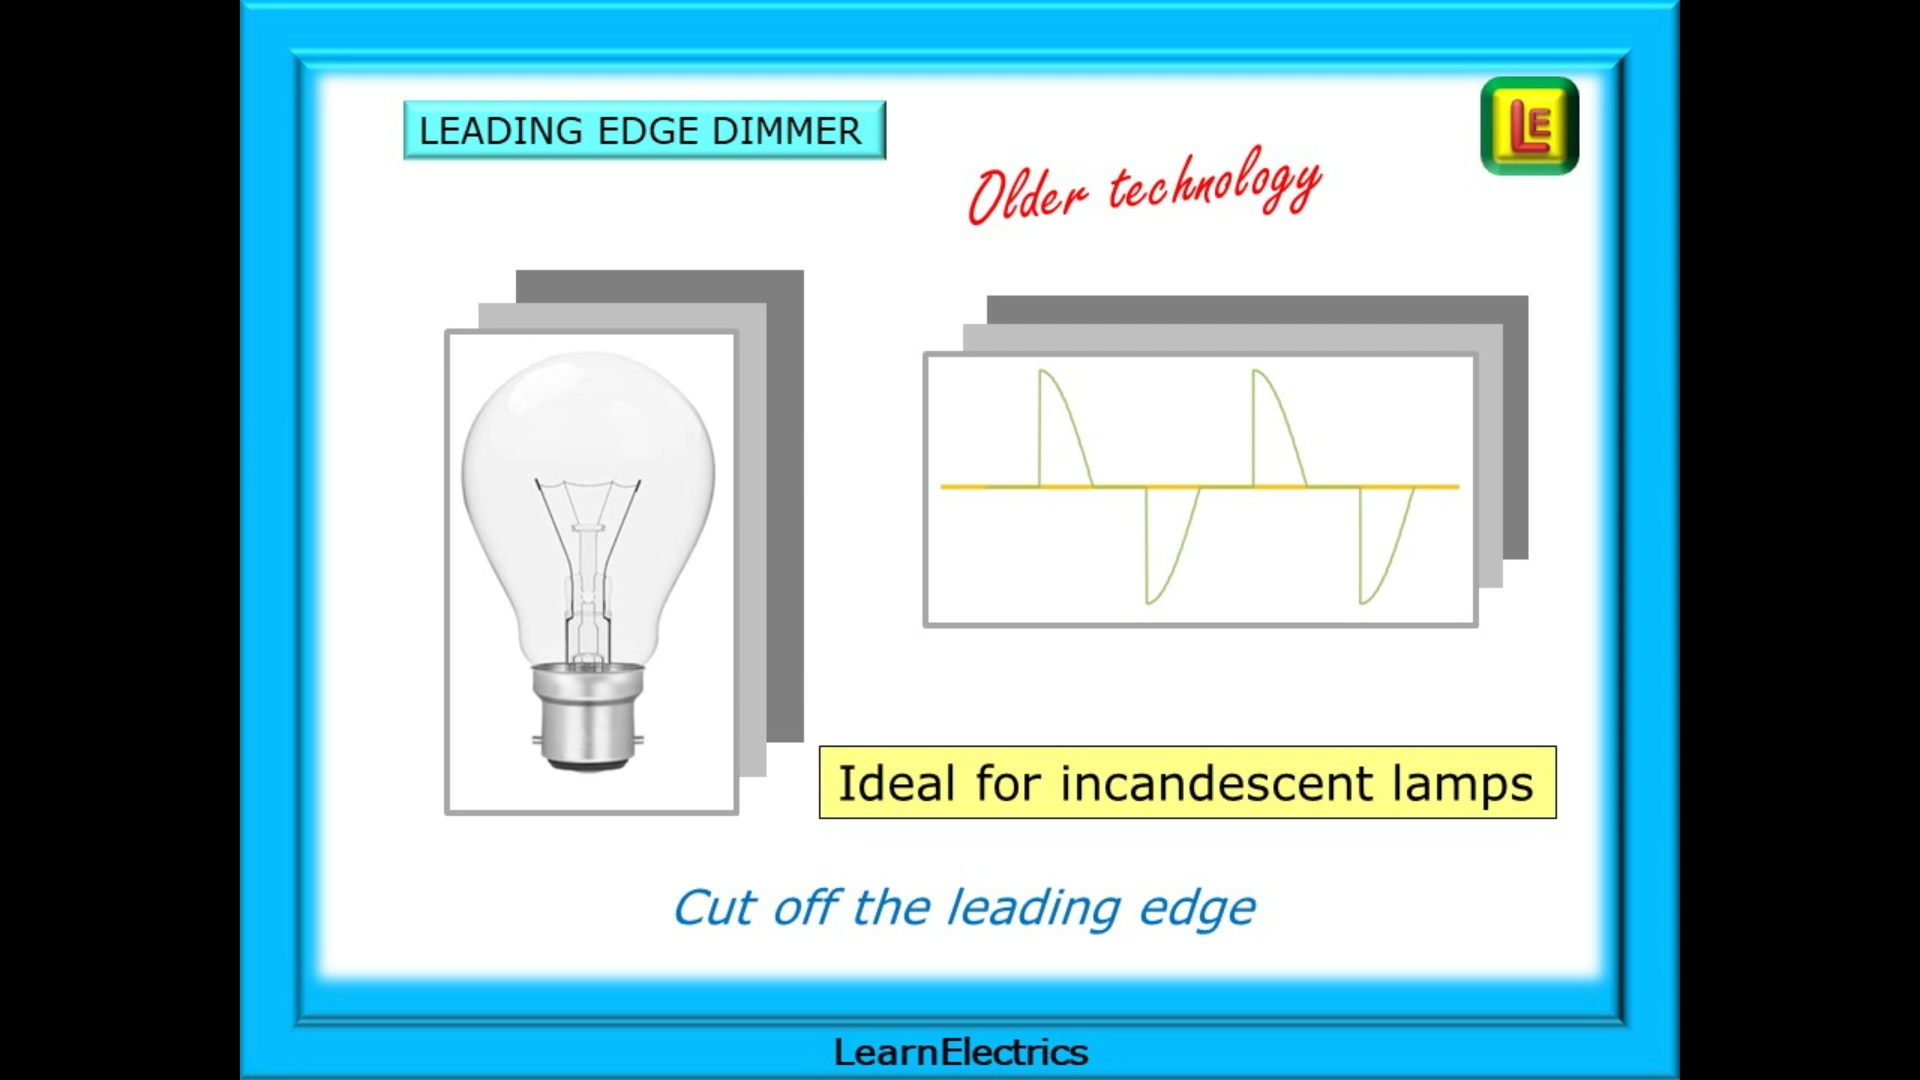 LEADING EDGE DIMMER
LE
Older technology
Ideal for incandescent lamps
Cut off the leading edge
LearnElectrics